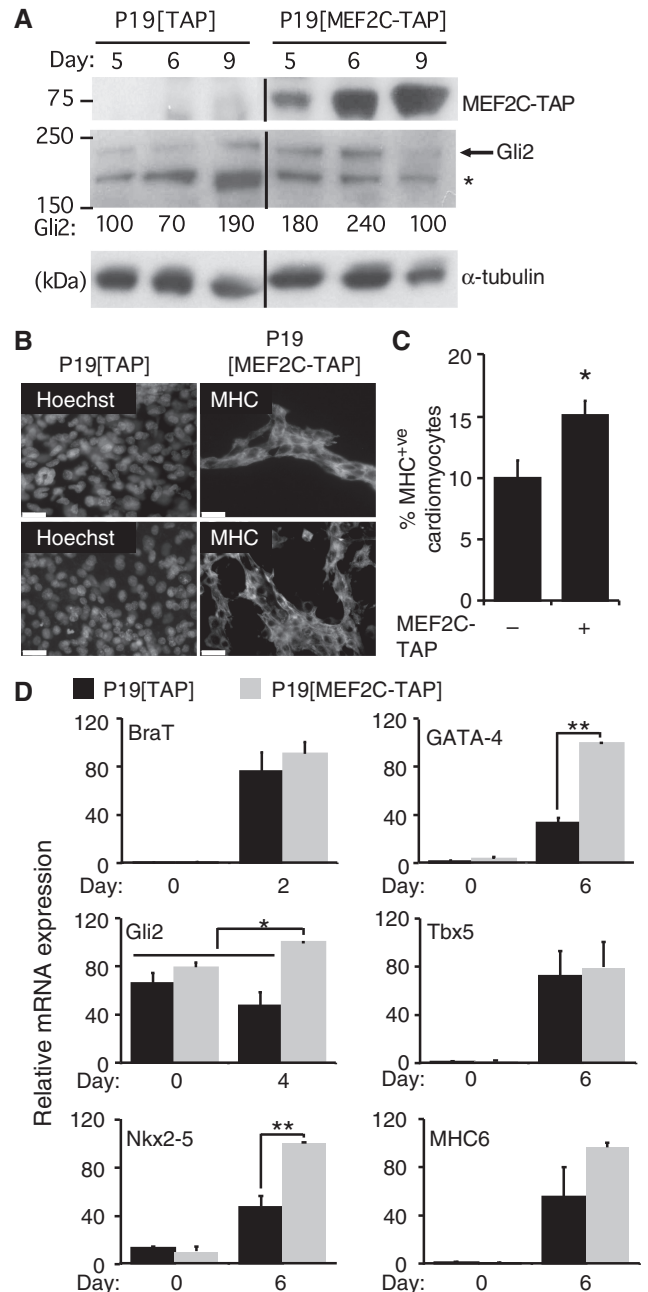 A
P19[TAP] P19[MEF2C-TAP]
Day: 5 6 9 5 6 9
75 MEF2C-TAP
250
Gli2
*
150
Gli2: 100 70 190 180 240 100
(kDa) α-tubulin
B
P19[TAP] P19 [MEF2C-TAP]
Hoechst MHC
Hoechst MHC
C
20
*
15
10
5
0
% MHC+ve cardiomyocytes
MEF2C-TAP – +
D
P19[TAP] P19[MEF2C-TAP]
Relative mRNA expression
BraT
120
80
40
0
Day: 0 2
GATA-4
**
120
80
40
0
Day: 0 6
Gli2
*
120
80
40
0
Day: 0 4
Tbx5
120
80
40
0
Day: 0 6
Nkx2-5
**
120
80
40
0
Day: 0 6
MHC6
120
80
40
0
Day: 0 6